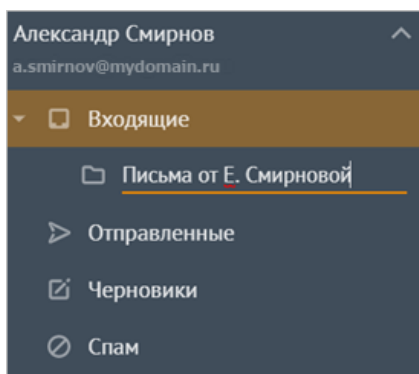 Александр Смирнов
a.smirnov@mydomain.ru
Входящие
Письма от Е. Смирновой
Отправленные
Черновики
Спам